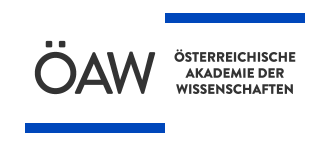 ÖAW
ÖSTERREICHISCHE
AKADEMIE DER
WISSENSCHAFTEN